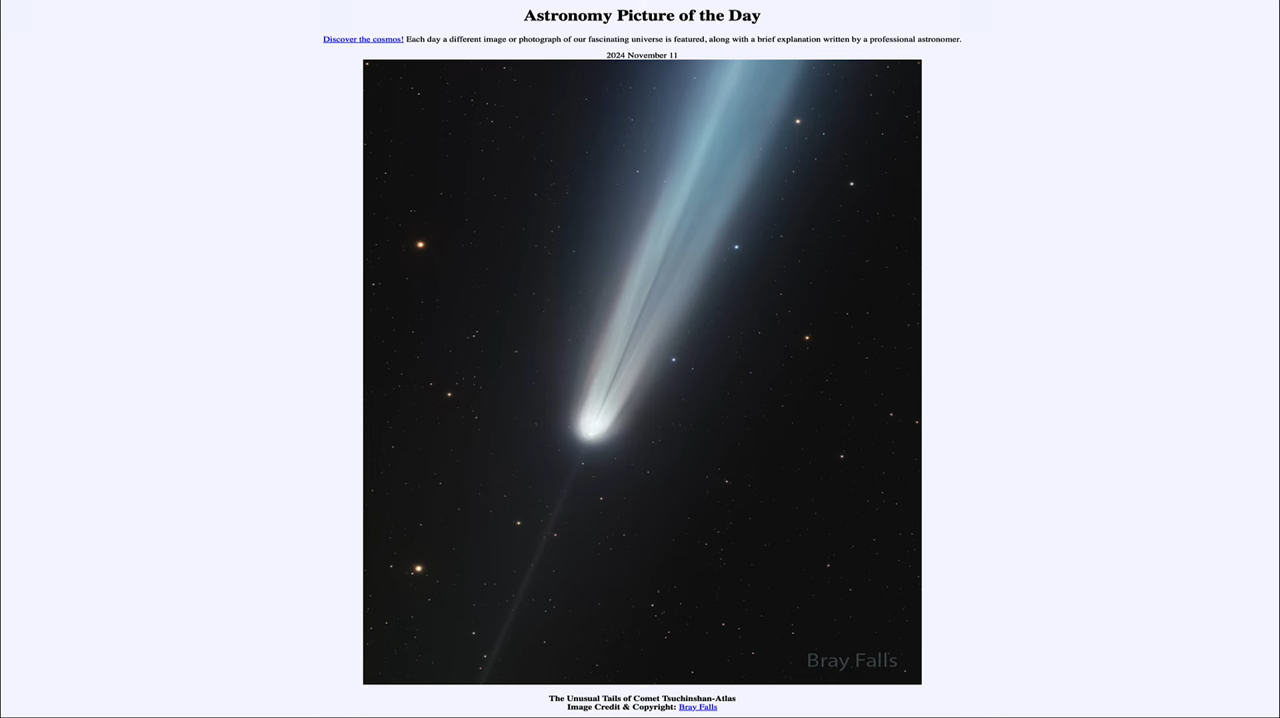 Astronomy Picture of the Day
Discover the cosmos! Each day a different image or photograph of our fascinating universe is featured, along with a brief explanation written by a professional astronomer.
2024 November 11
Bray Falls
The Unusual Tails of Comet Tsuchinshan-Atlas
Image Credit & Copyright: Bray Falls